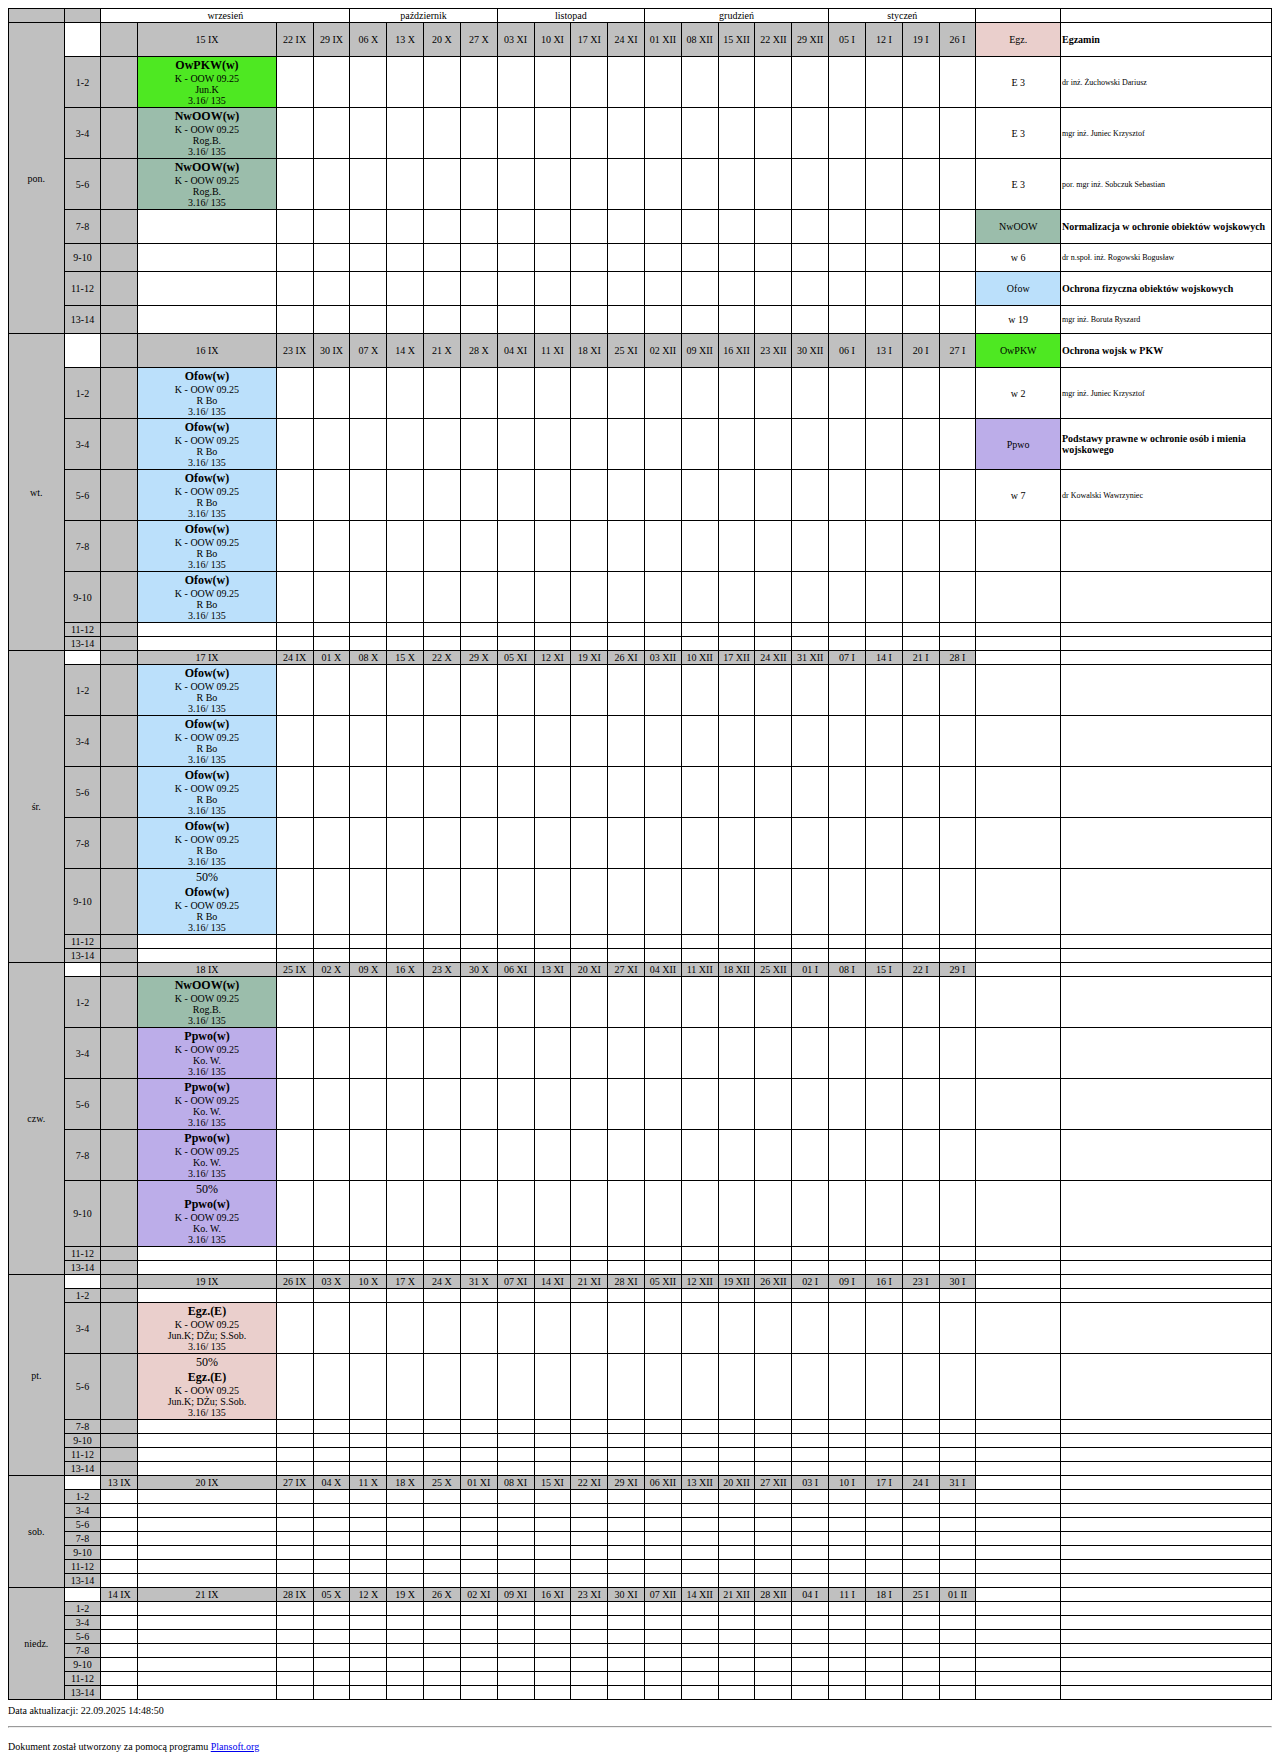 wrzesień październik listopad grudzień styczeń
pon. 15 IX 22 IX 29 IX 06 X 13 X 20 X 27 X 03 XI 10 XI 17 XI 24 XI 01 XII 08 XII 15 XII 22 XII 29 XII 05 I 12 I 19 I 26 I Egz. Egzamin
1-2 OwPKW(w)
K - OOW 09.25
Jun.K
3.16/ 135
E 3 dr inż. Żuchowski Dariusz
3-4 NwOOW(w)
K - OOW 09.25
Rog.B.
3.16/ 135
E 3 mgr inż. Juniec Krzysztof
5-6 NwOOW(w)
K - OOW 09.25
Rog.B.
3.16/ 135
E 3 por. mgr inż. Sobczuk Sebastian
7-8 NwOOW Normalizacja w ochronie obiektów wojskowych
9-10 w 6 dr n.społ. inż. Rogowski Bogusław
11-12 Ofow Ochrona fizyczna obiektów wojskowych
13-14 w 19 mgr inż. Boruta Ryszard
wt. 16 IX 23 IX 30 IX 07 X 14 X 21 X 28 X 04 XI 11 XI 18 XI 25 XI 02 XII 09 XII 16 XII 23 XII 30 XII 06 I 13 I 20 I 27 I OwPKW Ochrona wojsk w PKW
1-2 Ofow(w)
K - OOW 09.25
R Bo
3.16/ 135
w 2 mgr inż. Juniec Krzysztof
3-4 Ofow(w)
K - OOW 09.25
R Bo
3.16/ 135
Ppwo Podstawy prawne w ochronie osób i mienia
wojskowego
5-6 Ofow(w)
K - OOW 09.25
R Bo
3.16/ 135
w 7 dr Kowalski Wawrzyniec
7-8 Ofow(w)
K - OOW 09.25
R Bo
3.16/ 135
9-10 Ofow(w)
K - OOW 09.25
R Bo
3.16/ 135
11-12
13-14
śr. 17 IX 24 IX 01 X 08 X 15 X 22 X 29 X 05 XI 12 XI 19 XI 26 XI 03 XII 10 XII 17 XII 24 XII 31 XII 07 I 14 I 21 I 28 I
1-2 Ofow(w)
K - OOW 09.25
R Bo
3.16/ 135
3-4 Ofow(w)
K - OOW 09.25
R Bo
3.16/ 135
5-6 Ofow(w)
K - OOW 09.25
R Bo
3.16/ 135
7-8 Ofow(w)
K - OOW 09.25
R Bo
3.16/ 135
9-10 50%
Ofow(w)
K - OOW 09.25
R Bo
3.16/ 135
11-12
13-14
czw. 18 IX 25 IX 02 X 09 X 16 X 23 X 30 X 06 XI 13 XI 20 XI 27 XI 04 XII 11 XII 18 XII 25 XII 01 I 08 I 15 I 22 I 29 I
1-2 NwOOW(w)
K - OOW 09.25
Rog.B.
3.16/ 135
3-4 Ppwo(w)
K - OOW 09.25
Ko. W.
3.16/ 135
5-6 Ppwo(w)
K - OOW 09.25
Ko. W.
3.16/ 135
7-8 Ppwo(w)
K - OOW 09.25
Ko. W.
3.16/ 135
9-10 50%
Ppwo(w)
K - OOW 09.25
Ko. W.
3.16/ 135
11-12
13-14
pt. 19 IX 26 IX 03 X 10 X 17 X 24 X 31 X 07 XI 14 XI 21 XI 28 XI 05 XII 12 XII 19 XII 26 XII 02 I 09 I 16 I 23 I 30 I
1-2
3-4 Egz.(E)
K - OOW 09.25
Jun.K; DŻu; S.Sob.
3.16/ 135
5-6 50%
Egz.(E)
K - OOW 09.25
Jun.K; DŻu; S.Sob.
3.16/ 135
7-8
9-10
11-12
13-14
sob. 13 IX 20 IX 27 IX 04 X 11 X 18 X 25 X 01 XI 08 XI 15 XI 22 XI 29 XI 06 XII 13 XII 20 XII 27 XII 03 I 10 I 17 I 24 I 31 I
1-2
3-4
5-6
7-8
9-10
11-12
13-14
niedz. 14 IX 21 IX 28 IX 05 X 12 X 19 X 26 X 02 XI 09 XI 16 XI 23 XI 30 XI 07 XII 14 XII 21 XII 28 XII 04 I 11 I 18 I 25 I 01 II
1-2
3-4
5-6
7-8
9-10
11-12
13-14
Data aktualizacji: 22.09.2025 14:48:50
Dokument został utworzony za pomocą programu Plansoft.org